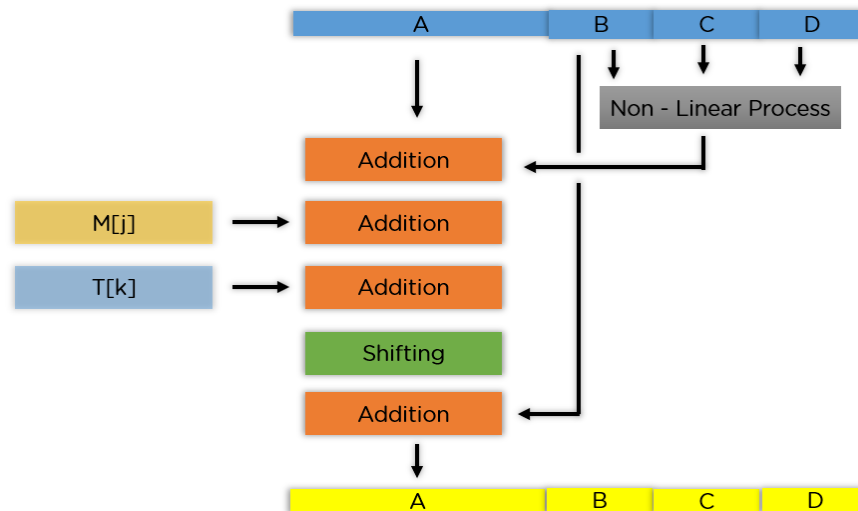 A B C D
Non - Linear Process
Addition
M[j] Addition
T[k] Addition
Shifting
Addition
A B C D